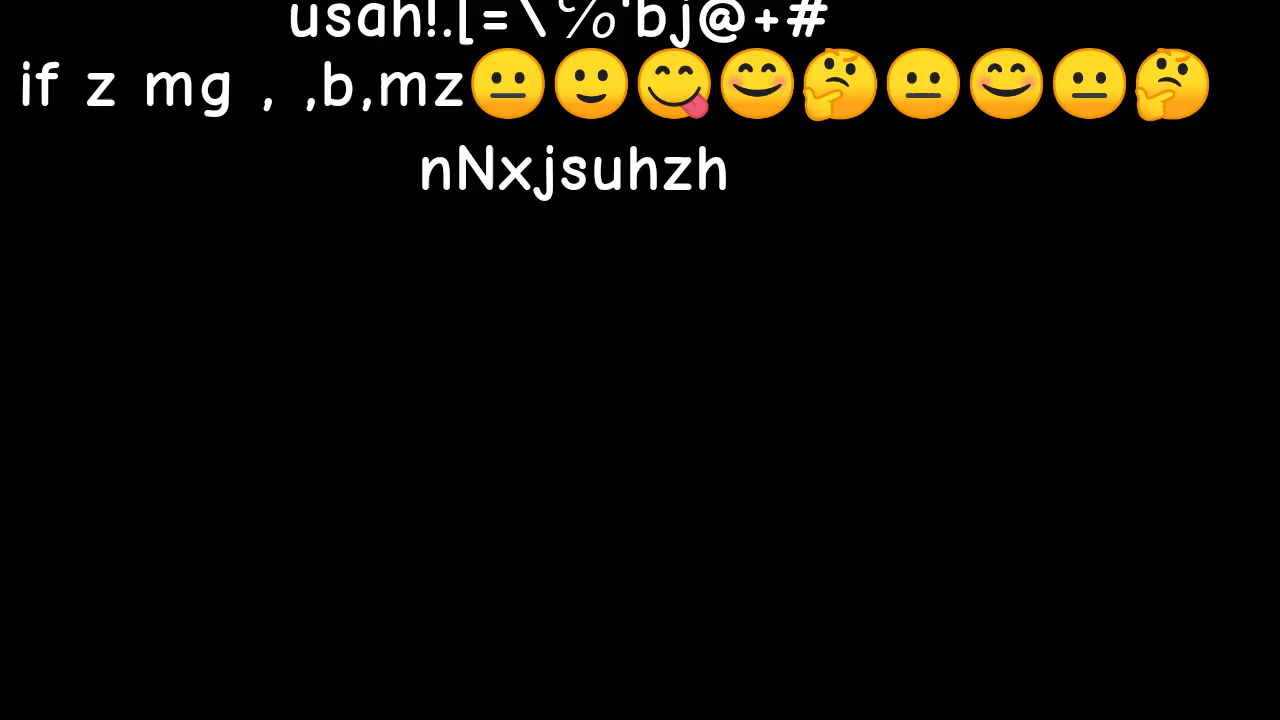 usah!.[=\℅'bj@+#
if z mg , ,b,mz😐🙂😋😊🤔😐😊😐🤔
nNxjsuhzh